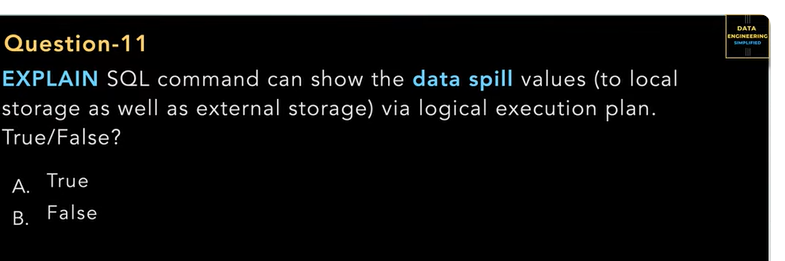 DATA
ENGINEERING
SIMPLIFIED
Question-11
EXPLAIN SQL command can show the data spill values (to local
storage as well as external storage) via logical execution plan.
True/False?
A. True
B. False